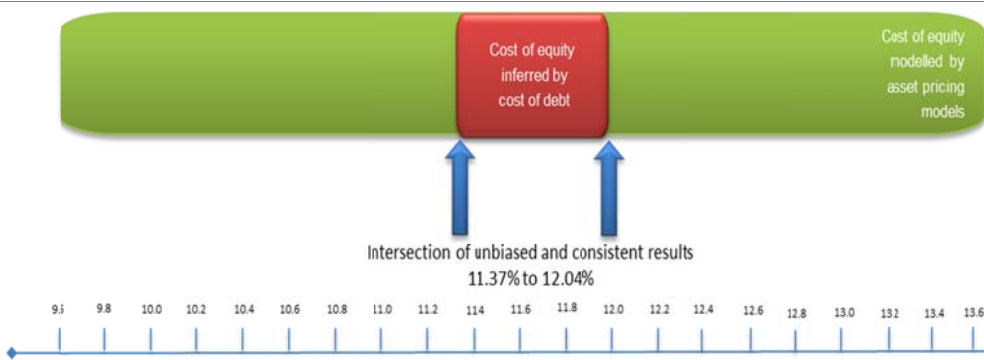 Cost of equity
inferred by
cost of debt
Cost of equity
modelled by
asset pricing
models
Intersection of unbiased and consistent results
11.37% to 12.04%
9.5 9.8 10.0 10.2 10.4 10.6 10.8 11.0 11.2 114 11.6 11.8 12.0 12.2 12.4 12.6 12.8 13.0 13.2 13.4 13.6